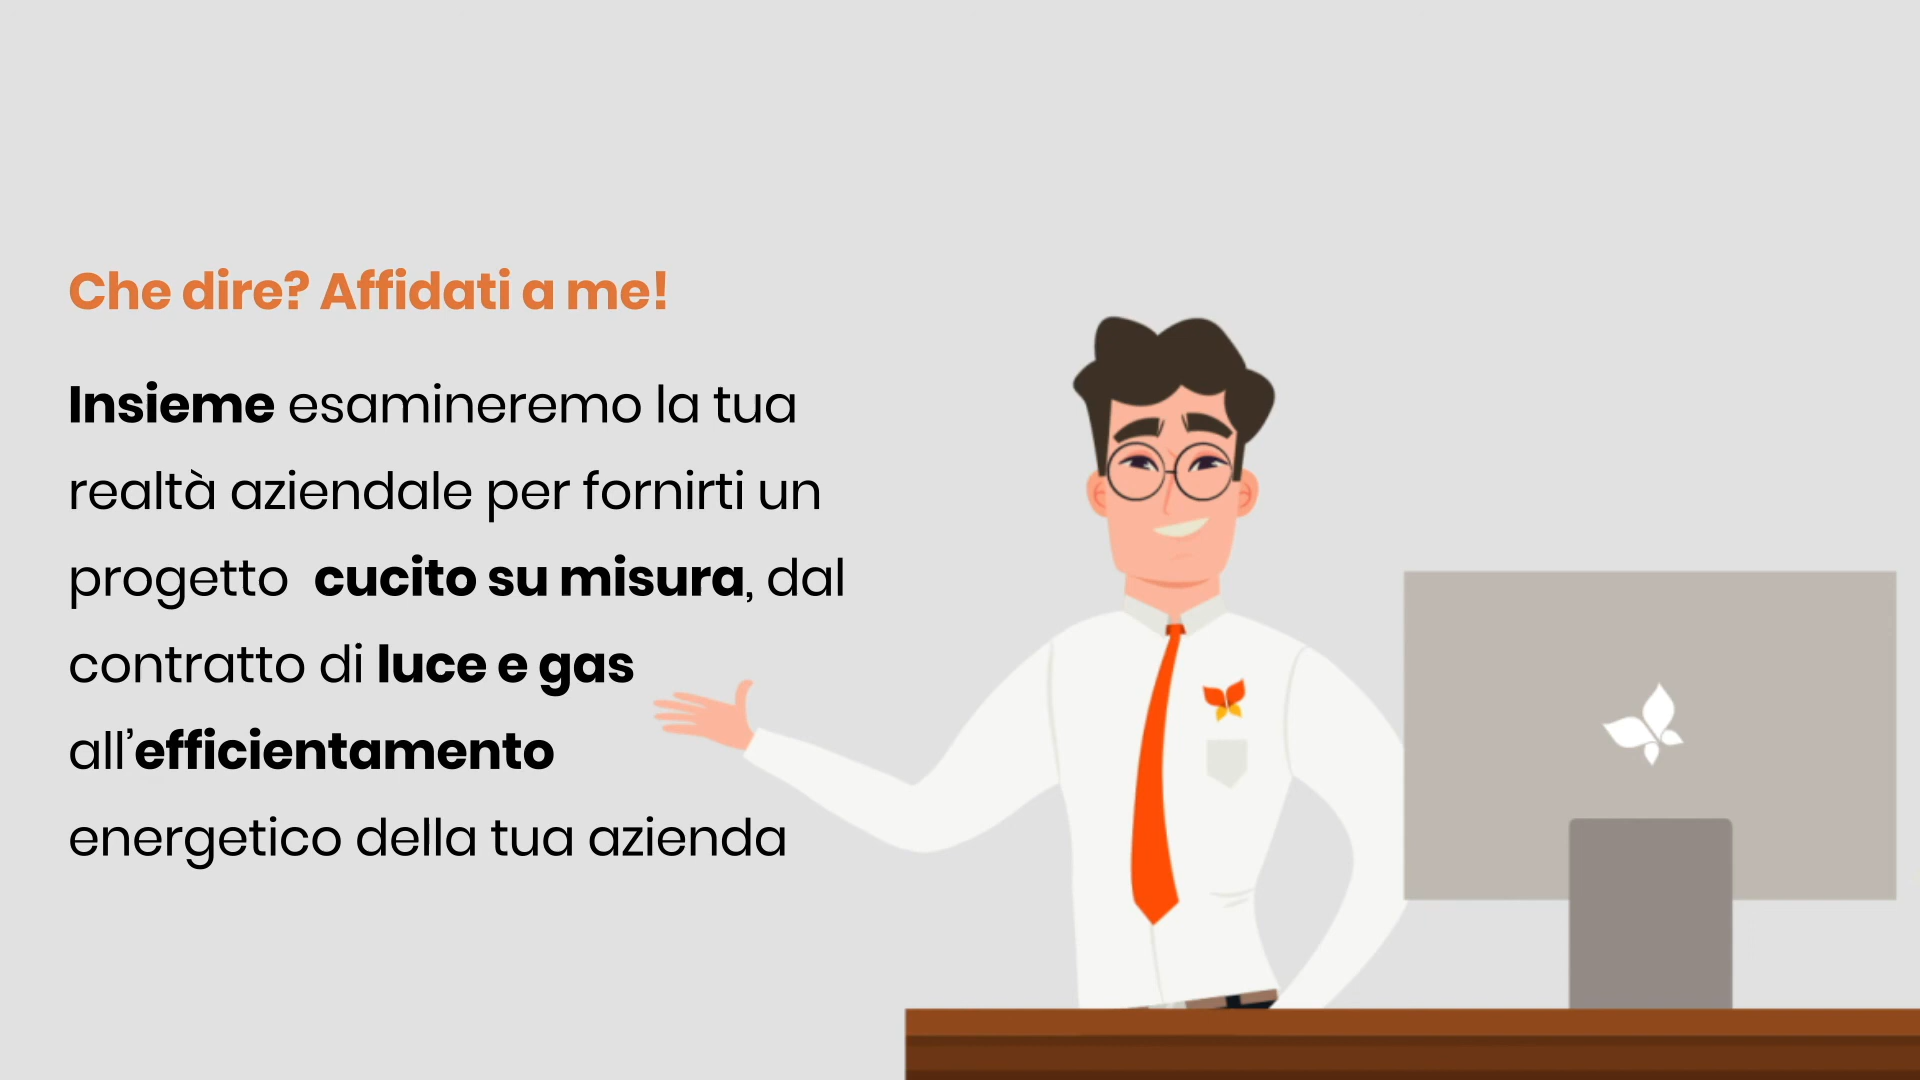 Che dire? Affidati a me!
Insieme esamineremo la tua
realtà aziendale per fornirti un
progetto  cucito su misura, dal
contratto di luce e gas
all’efficientamento
energetico della tua azienda